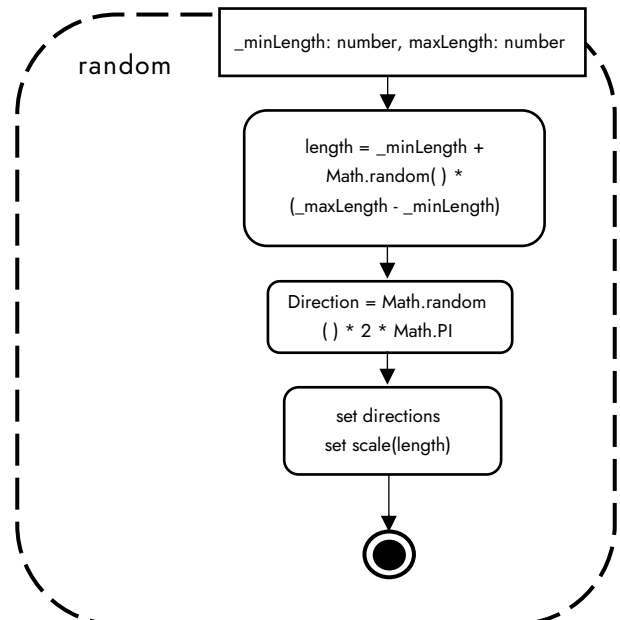 _minLength: number, maxLength: number
random
length = _minLength +
Math.random( ) *
(_maxLength - _minLength)
Direction = Math.random
( ) * 2 * Math.PI
set directions
set scale(length)